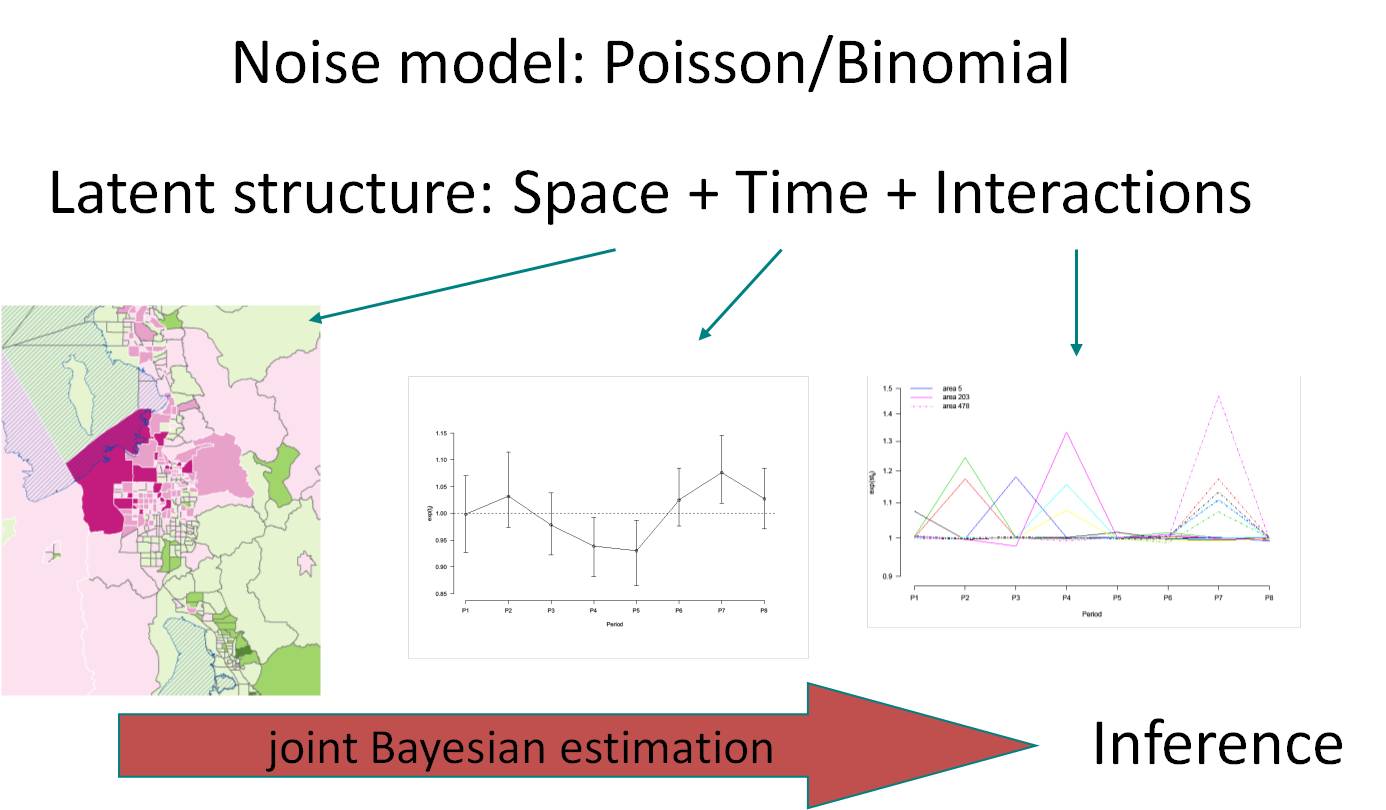 Noise model: Poisson/Binomial
Latent structure: Space + Time + Interactions
1.15
1.10
1.05
1.00
0.95
0.90
0.85
P1 P2 P3 P4 P5 P6 P7 P8
Period
area 5
area 203
area 478
1.5
1.4
1.3
1.2
1.1
1
0.9
P1 P2 P3 P4 P5 P6 P7 P8
Period
joint Bayesian estimation
Inference